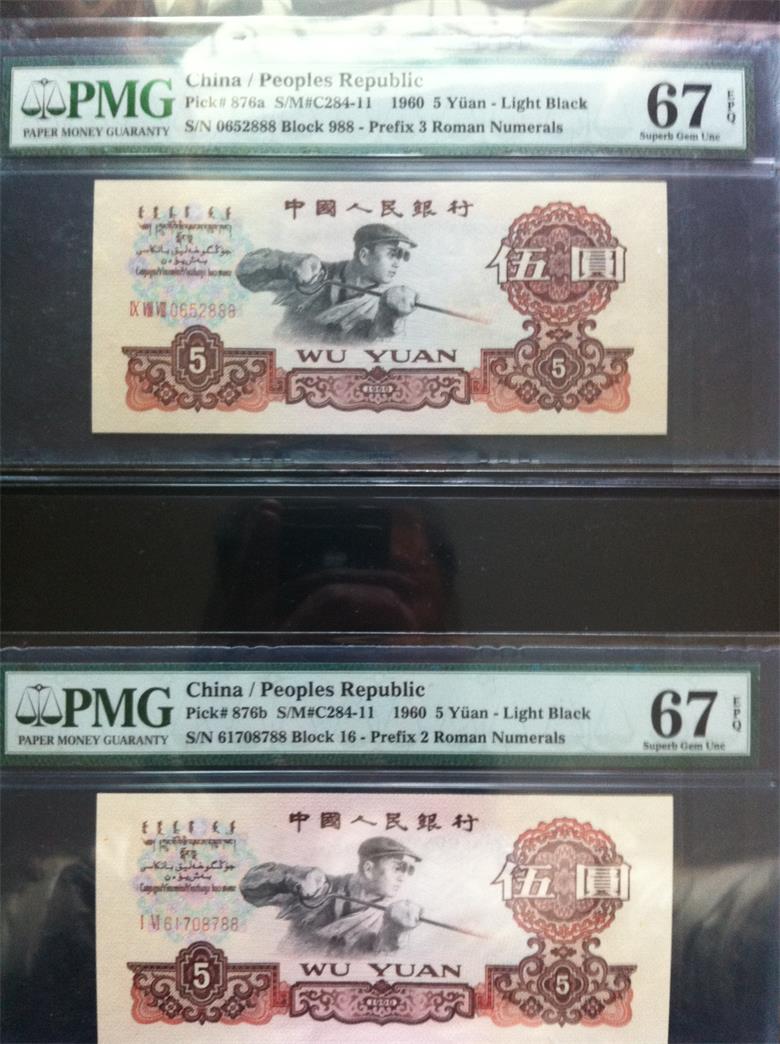 PMG
PAPER MONEY GUARANTY
China / Peoples Republic
Pick# 876a S/M#C284-11 1960 5 Yüan - Light Black
S/N 0652888 Block 988 - Prefix 3 Roman Numerals
67 EPQ
Superb Gem Unc
中國人民銀行
伍圓
IX VIII VIII 0652888
5
WU YUAN
1960
5
PMG
PAPER MONEY GUARANTY
China / Peoples Republic
Pick# 876b S/M#C284-11 1960 5 Yüan - Light Black
S/N 61708788 Block 16 - Prefix 2 Roman Numerals
67 EPQ
Superb Gem Unc
中國人民銀行
伍圓
I VI 61708788
5
WU YUAN
1960
5